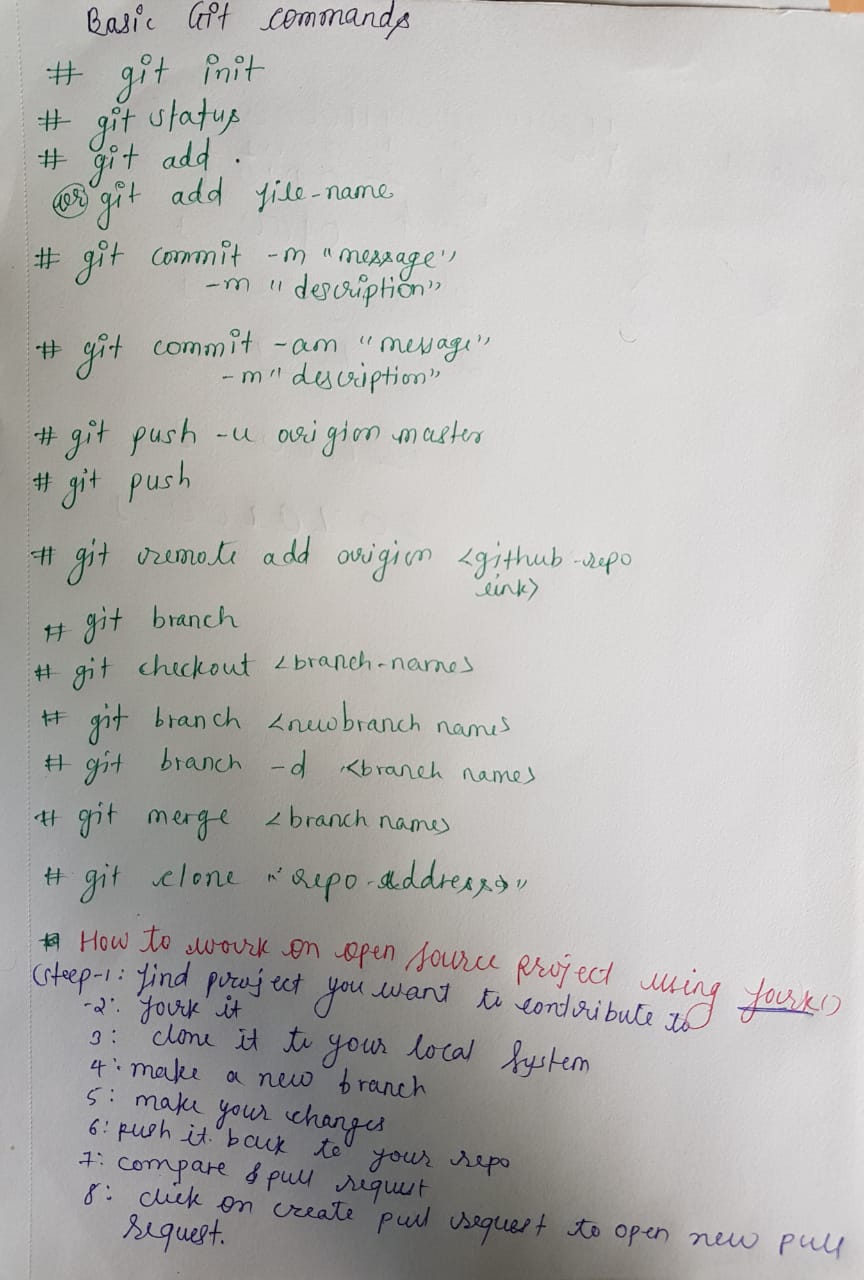 Basic Git commands
# git init
# git status
# git add .
(or) git add file-name
# git commit -m "message"
-m "description"
# git commit -am "message"
-m "description"
# git push -u origion master
# git push
# git remote add origion <github-repo
link>
# git branch
# git checkout <branch-name>
# git branch <newbranch name>
# git branch -d <branch name>
# git merge <branch name>
# git clone "repo-address"
# How to work on open source project using fork()
(steep-1: find project you want to contribute to
-2: fork it
3: clone it to your local system
4: make a new branch
5: make your changes
6: push it back to your repo
7: compare & pull request
8: click on create pull request to open new pull
request.